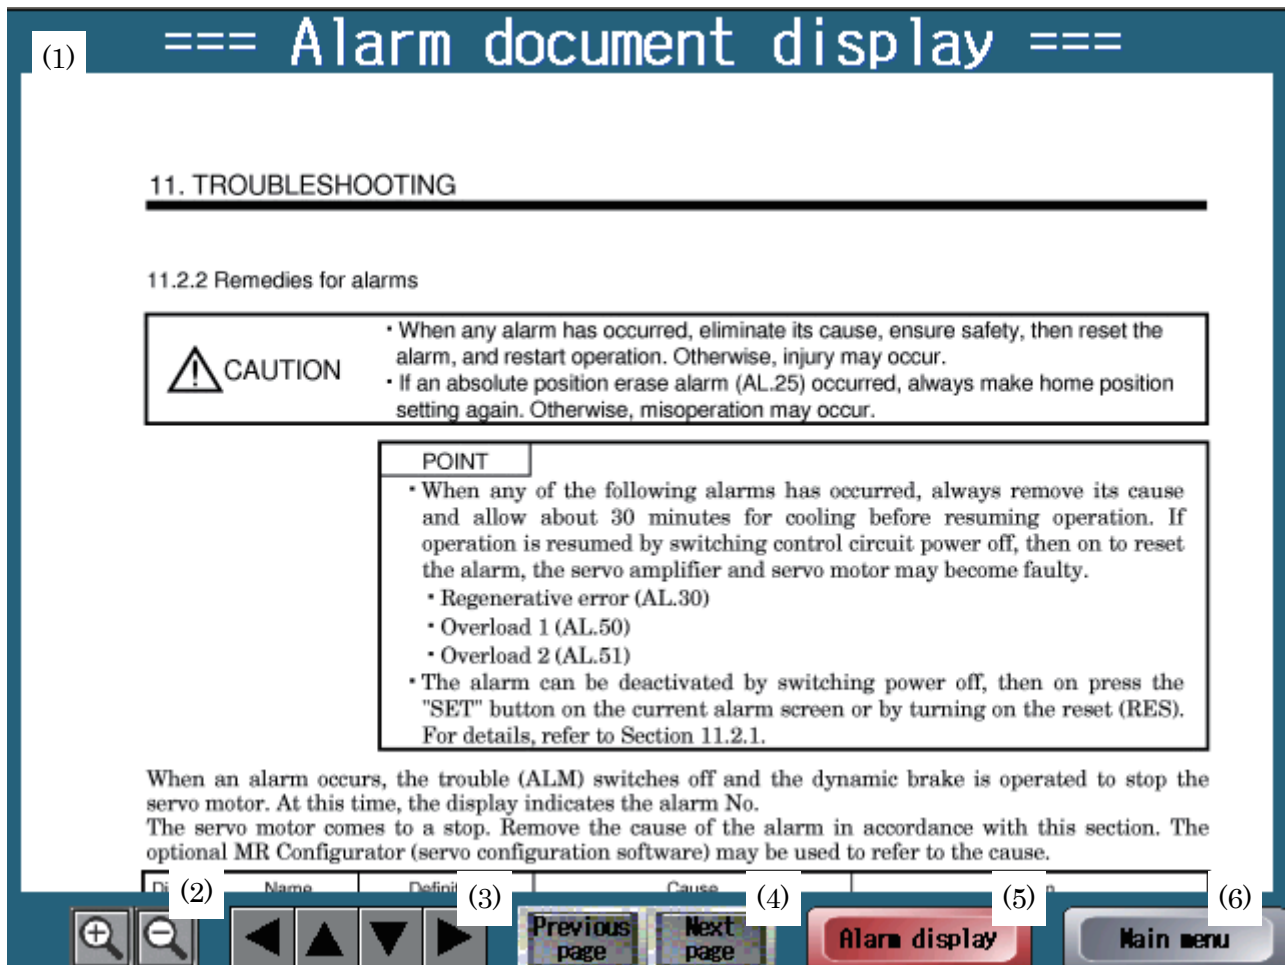 === Alarm document display ===
(1)
11. TROUBLESHOOTING
11.2.2 Remedies for alarms
CAUTION
・When any alarm has occurred, eliminate its cause, ensure safety, then reset the
alarm, and restart operation. Otherwise, injury may occur.
・If an absolute position erase alarm (AL.25) occurred, always make home position
setting again. Otherwise, misoperation may occur.
POINT
・When any of the following alarms has occurred, always remove its cause
and allow about 30 minutes for cooling before resuming operation. If
operation is resumed by switching control circuit power off, then on to reset
the alarm, the servo amplifier and servo motor may become faulty.
・Regenerative error (AL.30)
・Overload 1 (AL.50)
・Overload 2 (AL.51)
・The alarm can be deactivated by switching power off, then on press the
"SET" button on the current alarm screen or by turning on the reset (RES).
For details, refer to Section 11.2.1.
When an alarm occurs, the trouble (ALM) switches off and the dynamic brake is operated to stop the
servo motor. At this time, the display indicates the alarm No.
The servo motor comes to a stop. Remove the cause of the alarm in accordance with this section. The
optional MR Configurator (servo configuration software) may be used to refer to the cause.
Name Cause
(2) (3) (4) (5) (6)
Previous page
Next page
Alarm display
Main menu